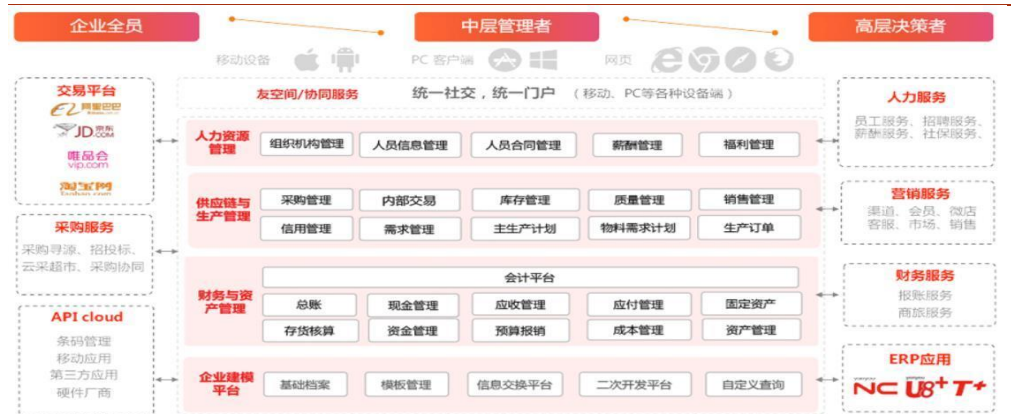 企业全员
中层管理者
高层决策者
移动设备
PC 客户端
网页
交易平台
阿里巴巴
JD.COM 京东
唯品会
vip.com
淘宝网
Taobao.com
采购服务
采购寻源、招投标、
云采超市、采购协同
API cloud
条码管理
移动应用
第三方应用
硬件厂商
友空间/协同服务 统一社交，统一门户 （移动、PC等各种设备端）
人力资源
管理
组织机构管理 人员信息管理 人员合同管理 薪酬管理 福利管理
供应链与
生产管理
采购管理 内部交易 库存管理 质量管理 销售管理
信用管理 需求管理 主生产计划 物料需求计划 生产订单
财务与资
产管理
会计平台
总账 现金管理 应收管理 应付管理 固定资产
存货核算 资金管理 预算报销 成本管理 资产管理
企业建模
平台
基础档案 模板管理 信息交换平台 二次开发平台 自定义查询
人力服务
员工服务、招聘服务、
薪酬服务、社保服务、
营销服务
渠道、会员、微店
客服、市场、销售
财务服务
报账服务
商旅服务
ERP应用
NC U8+ T+